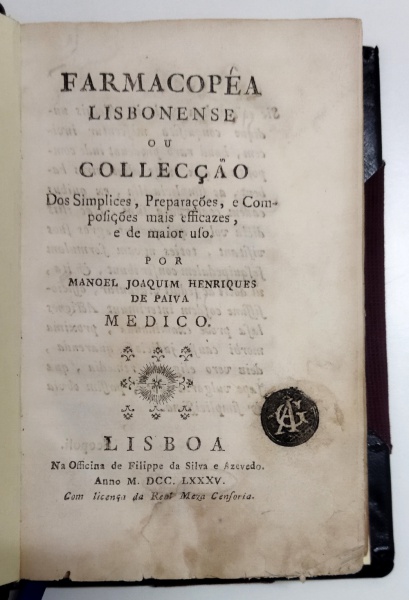 FARMACOPÉA
LISBONENSE
OU
COLLECÇÃO
Dos Simplices, Preparações, e Com-
posições mais efficazes,
e de maior uso.
POR
MANOEL JOAQUIM HENRIQUES
DE PAIVA
MEDICO.
LISBOA
Na Officina de Filippe da Silva e Azevedo.
Anno M. DCC. LXXXV.
Com licença da Real Meza Censoria.